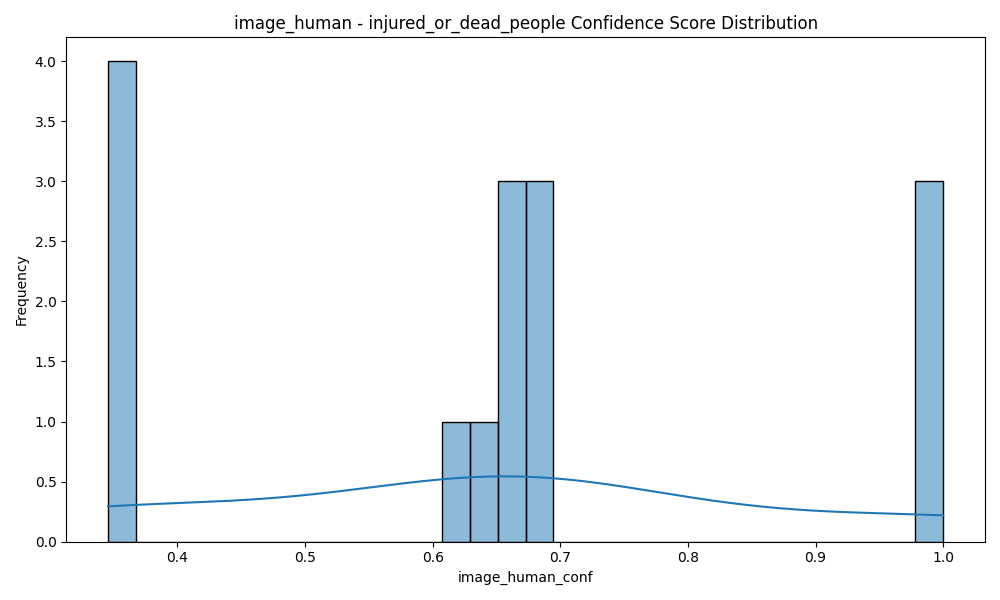 image_human - injured_or_dead_people Confidence Score Distribution
Frequency
4.0
3.5
3.0
2.5
2.0
1.5
1.0
0.5
0.0
0.4 0.5 0.6 0.7 0.8 0.9 1.0
image_human_conf